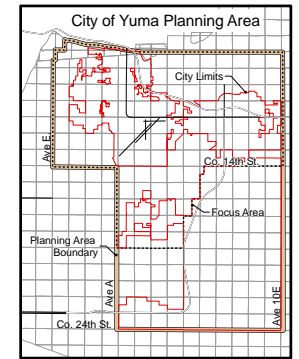 City of Yuma Planning Area
City Limits
Ave E
Co. 14th St.
Focus Area
Planning Area
Boundary
Ave A
Ave 10E
Co. 24th St.